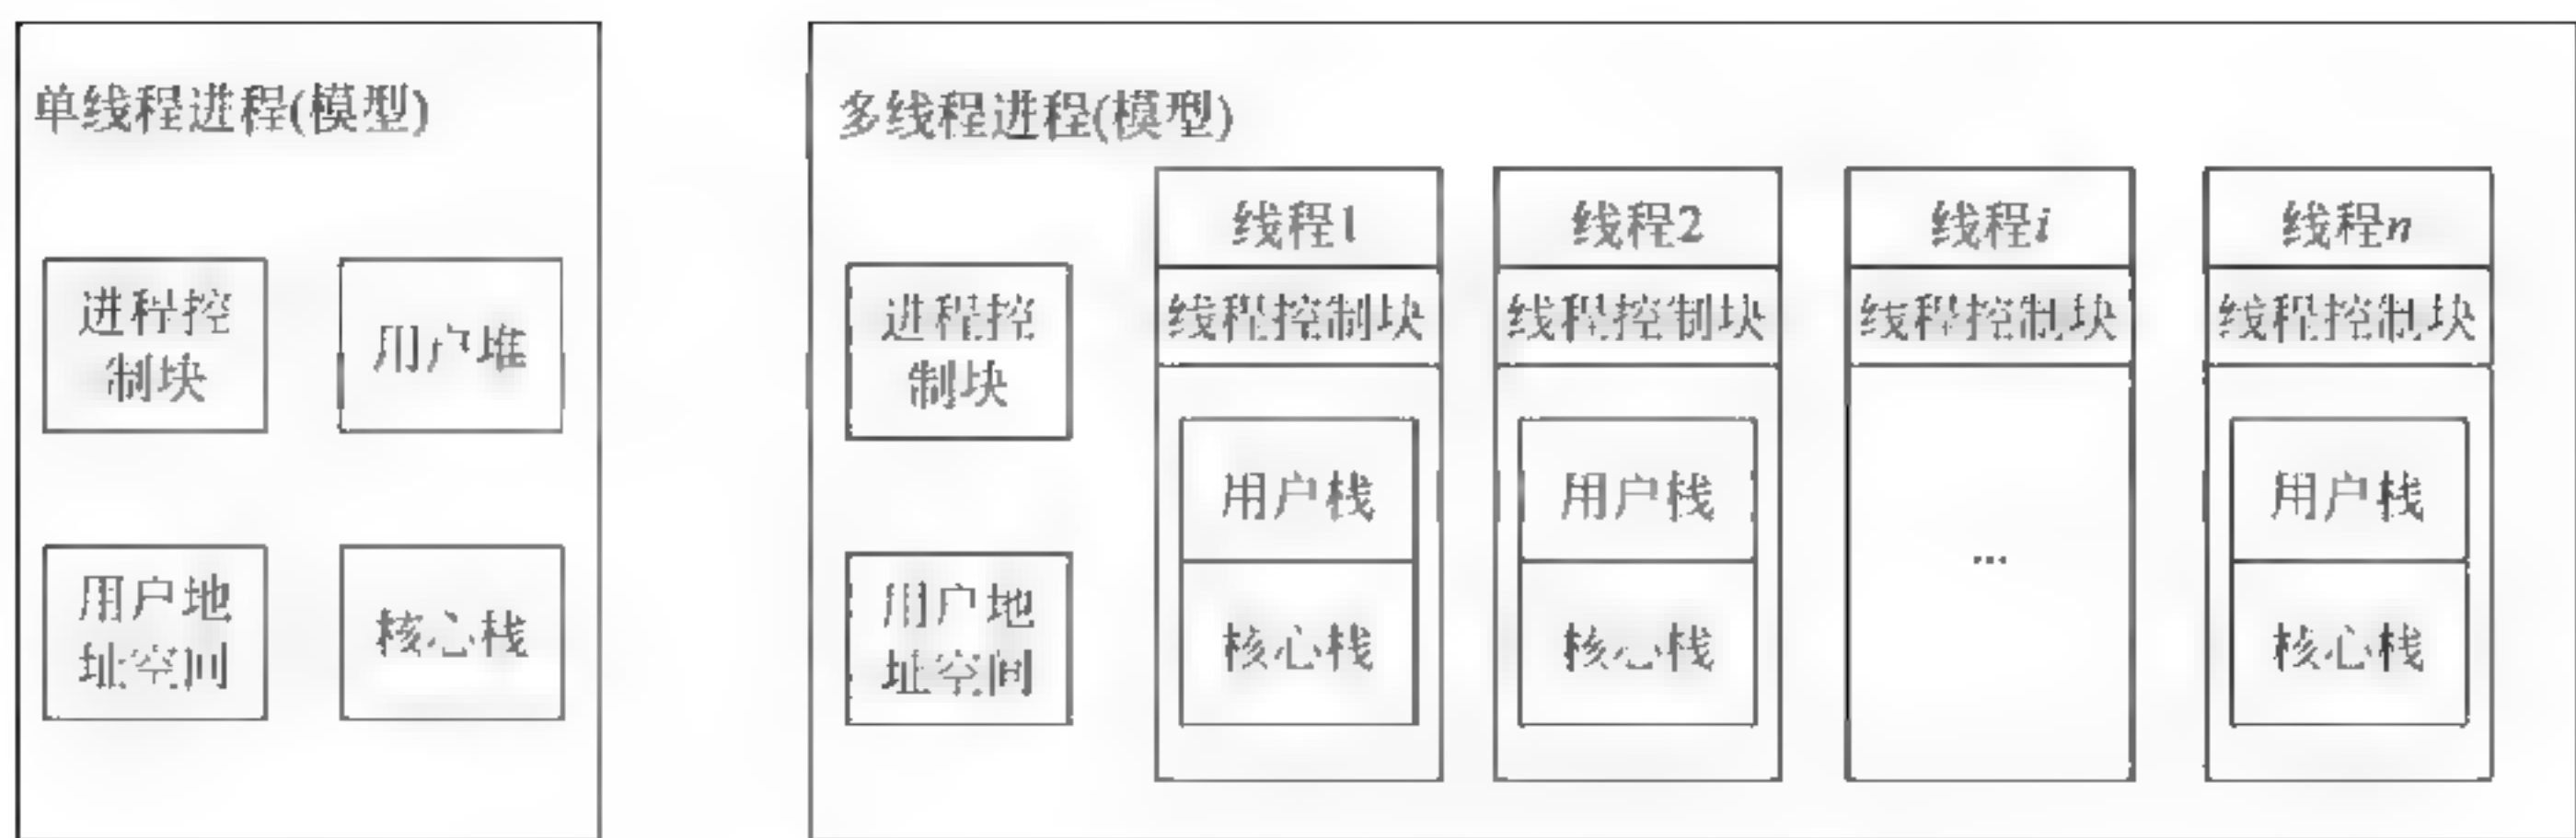 单线程进程(模型)
进程控
制块
用户堆
用户地
址空间
核心栈
多线程进程(模型)
进程控
制块
用户地
址空间
线程1
线程控制块
用户栈
核心栈
线程2
线程控制块
用户栈
核心栈
线程i
线程控制块
...
线程n
线程控制块
用户栈
核心栈